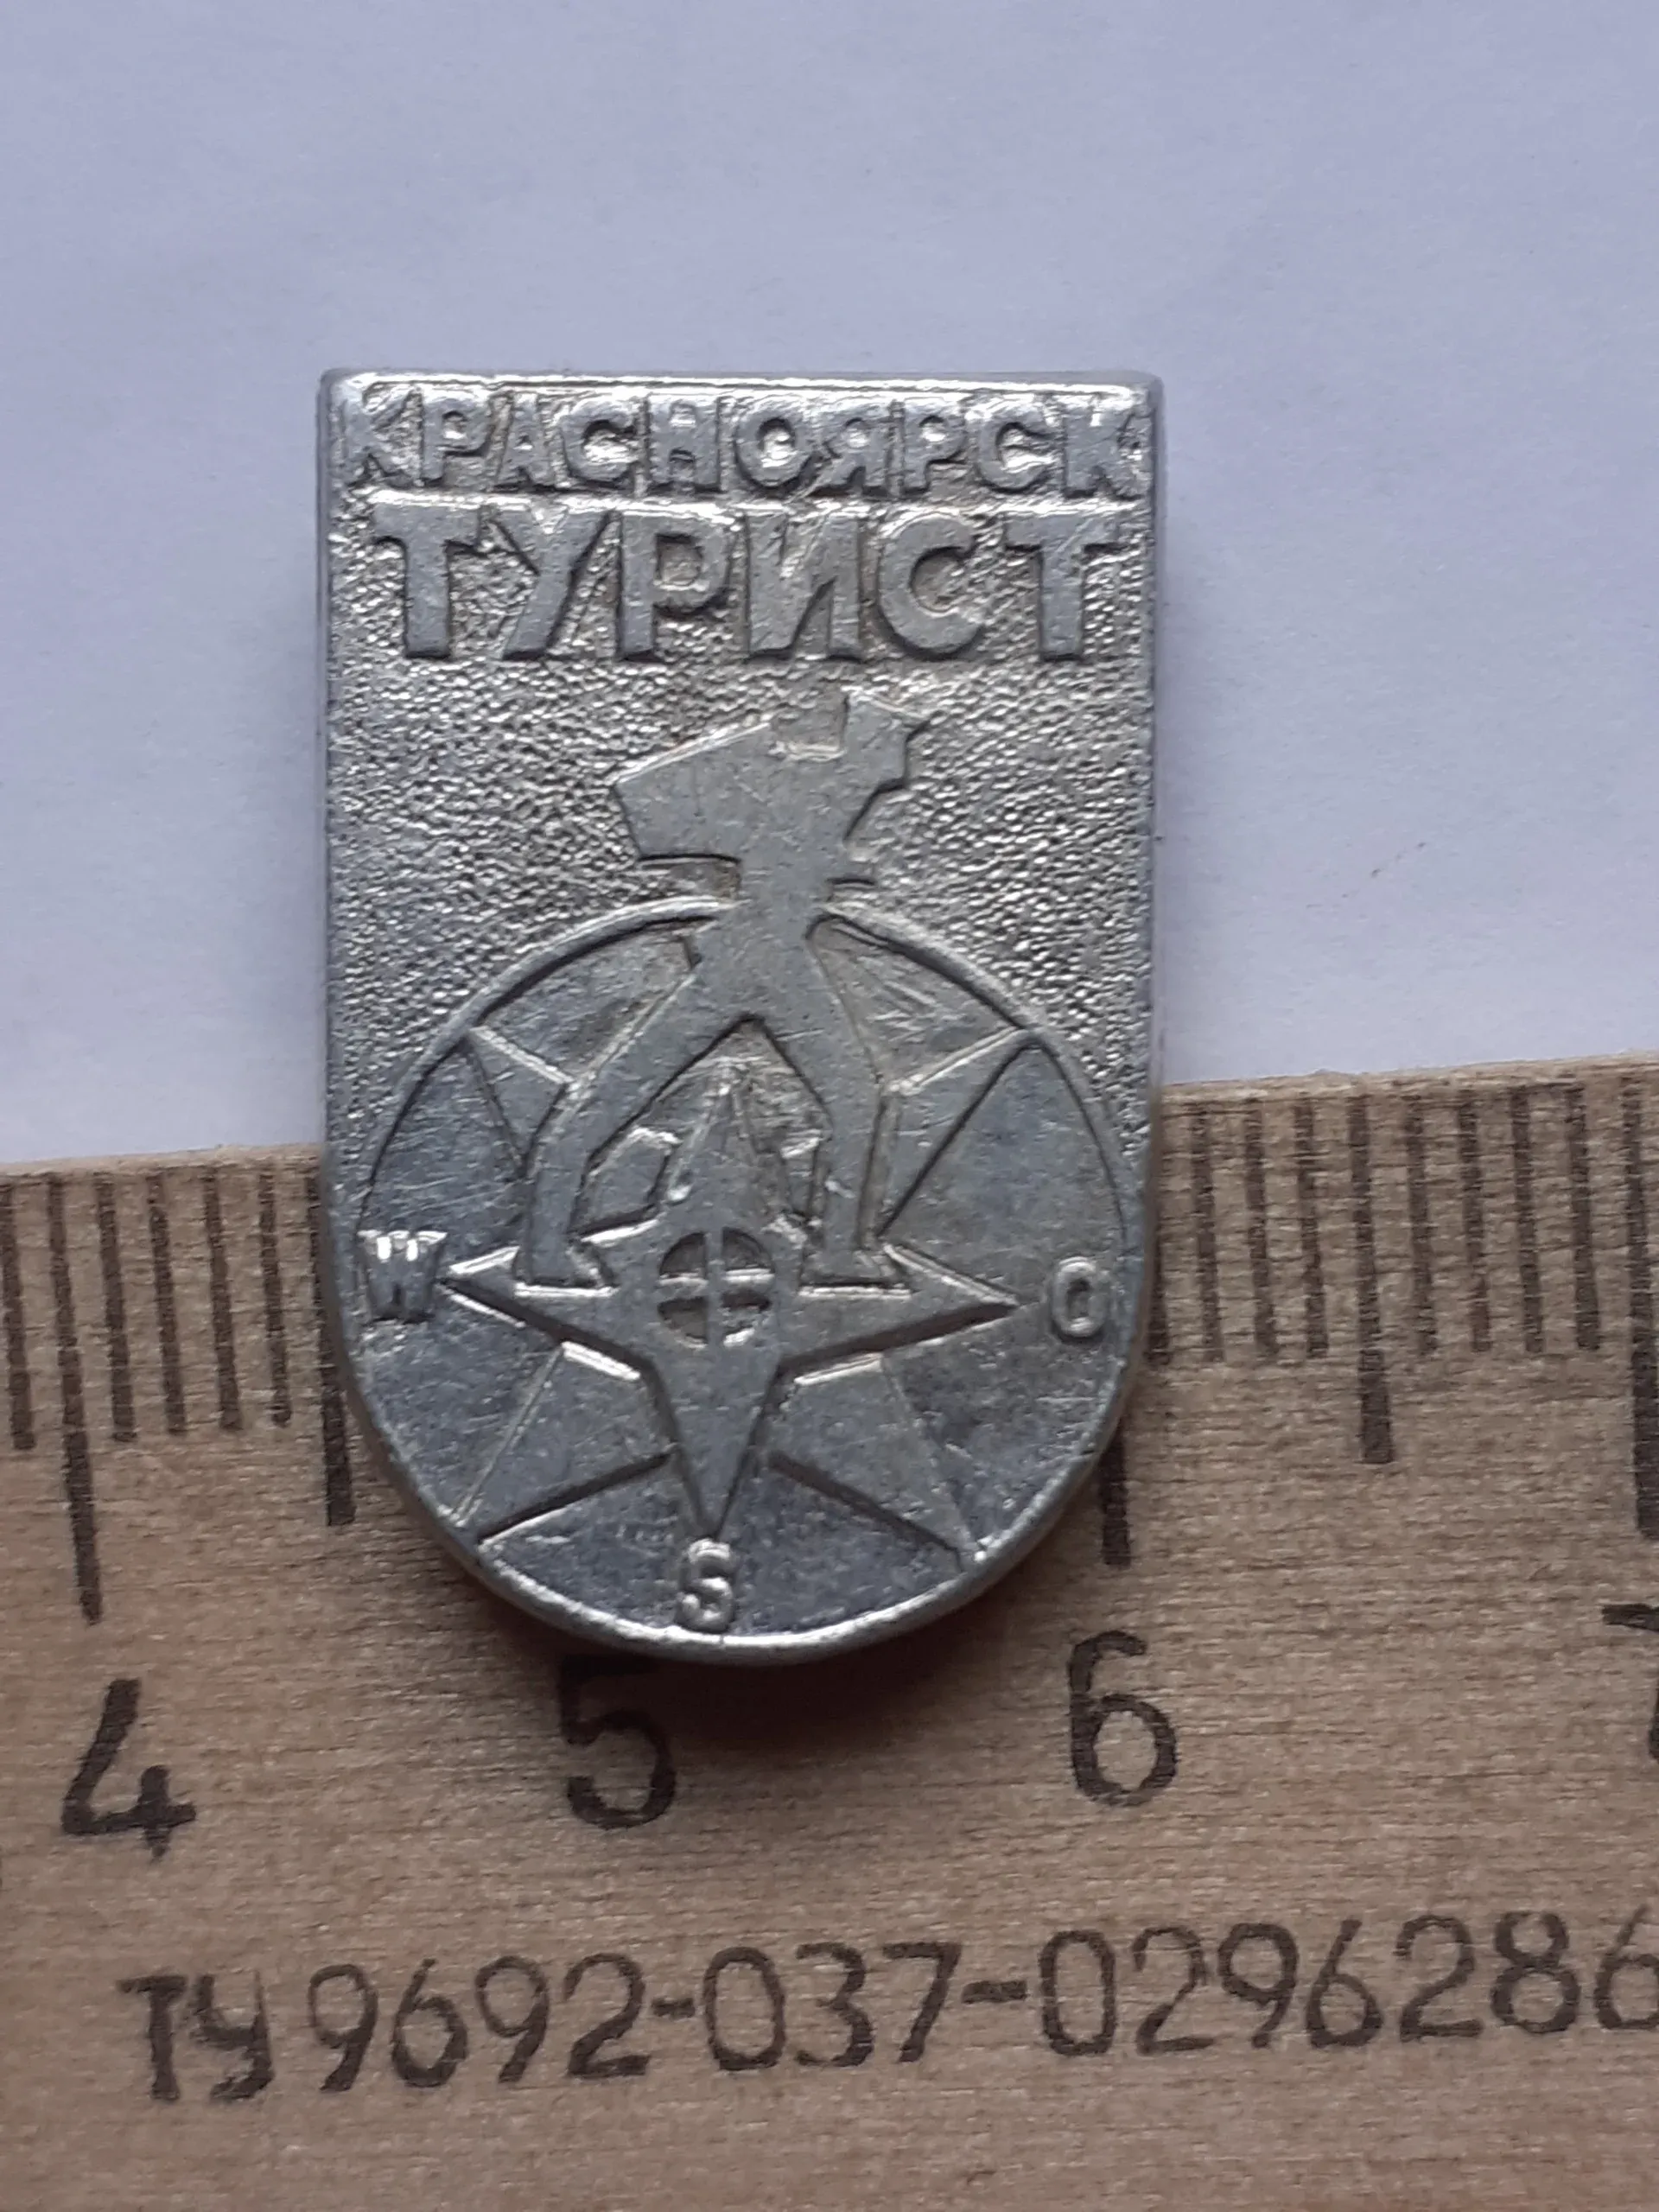 КРАСНОЯРСК
ТУРИСТ
W O
S
4 5 6
ТУ 9692-037-0296286